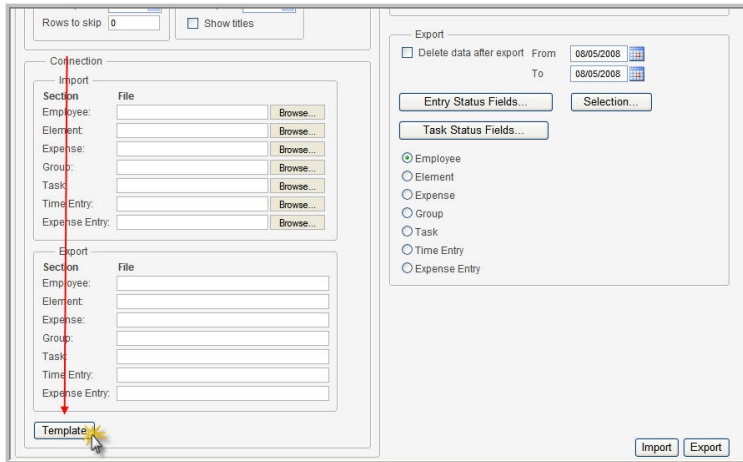 Rows to skip 0
Show titles
Connection
Import
Section File
Employee: Browse...
Element: Browse...
Expense: Browse...
Group: Browse...
Task: Browse...
Time Entry: Browse...
Expense Entry: Browse...
Export
Section File
Employee:
Element:
Expense:
Group:
Task:
Time Entry:
Expense Entry:
Template
Export
Delete data after export From 08/05/2008
To 08/05/2008
Entry Status Fields... Selection...
Task Status Fields...
Employee
Element
Expense
Group
Task
Time Entry
Expense Entry
Import Export